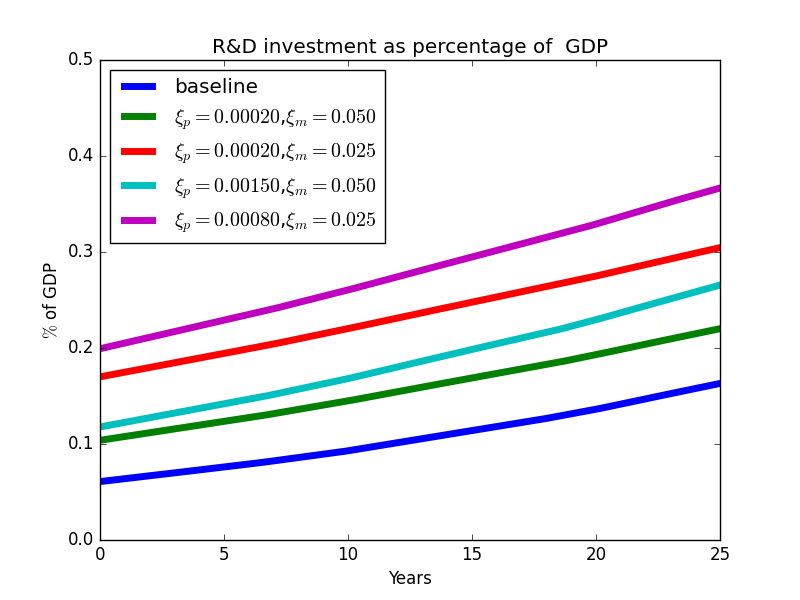 R&D investment as percentage of  GDP
0.5
0.4
0.3
0.2
0.1
0.0
% of GDP
baseline
ξₚ = 0.00020,ξₘ = 0.050
ξₚ = 0.00020,ξₘ = 0.025
ξₚ = 0.00150,ξₘ = 0.050
ξₚ = 0.00080,ξₘ = 0.025
0 5 10 15 20 25
Years